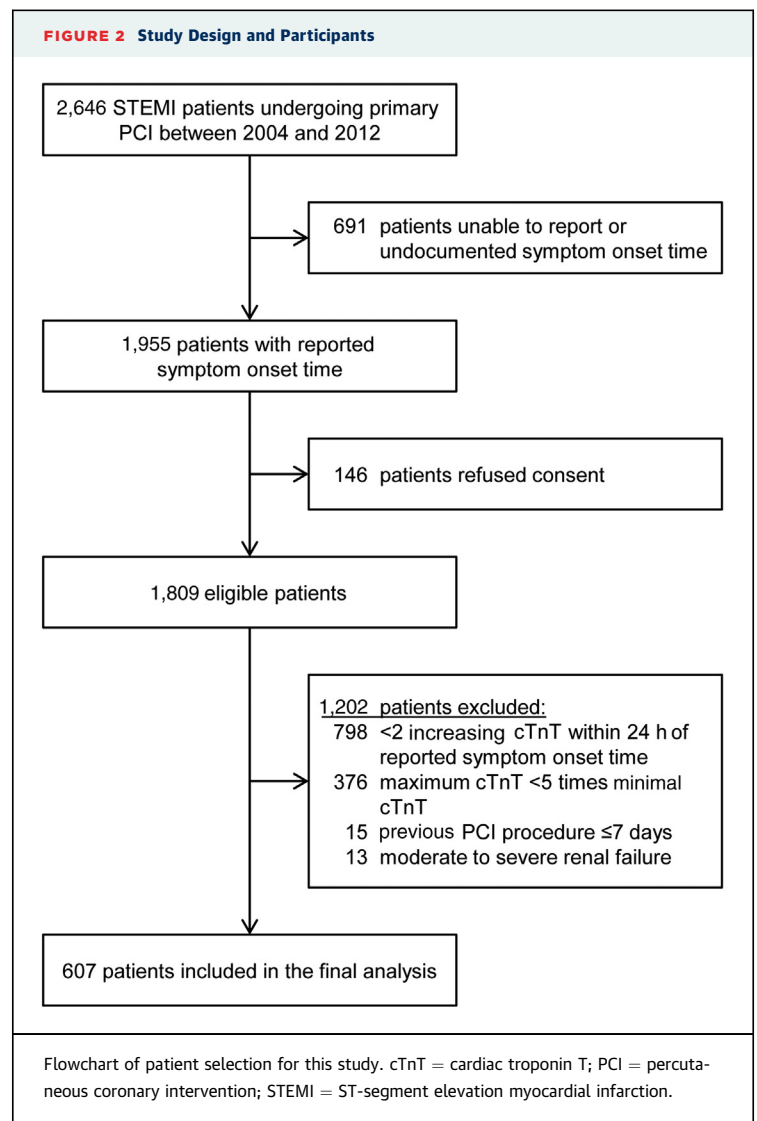 FIGURE 2 Study Design and Participants
2,646 STEMI patients undergoing primary
PCI between 2004 and 2012
691 patients unable to report or
undocumented symptom onset time
1,955 patients with reported
symptom onset time
146 patients refused consent
1,809 eligible patients
1,202 patients excluded:
798 <2 increasing cTnT within 24 h of
reported symptom onset time
376 maximum cTnT <5 times minimal
cTnT
15 previous PCI procedure ≤7 days
13 moderate to severe renal failure
607 patients included in the final analysis
Flowchart of patient selection for this study. cTnT = cardiac troponin T; PCI = percuta-
neous coronary intervention; STEMI = ST-segment elevation myocardial infarction.